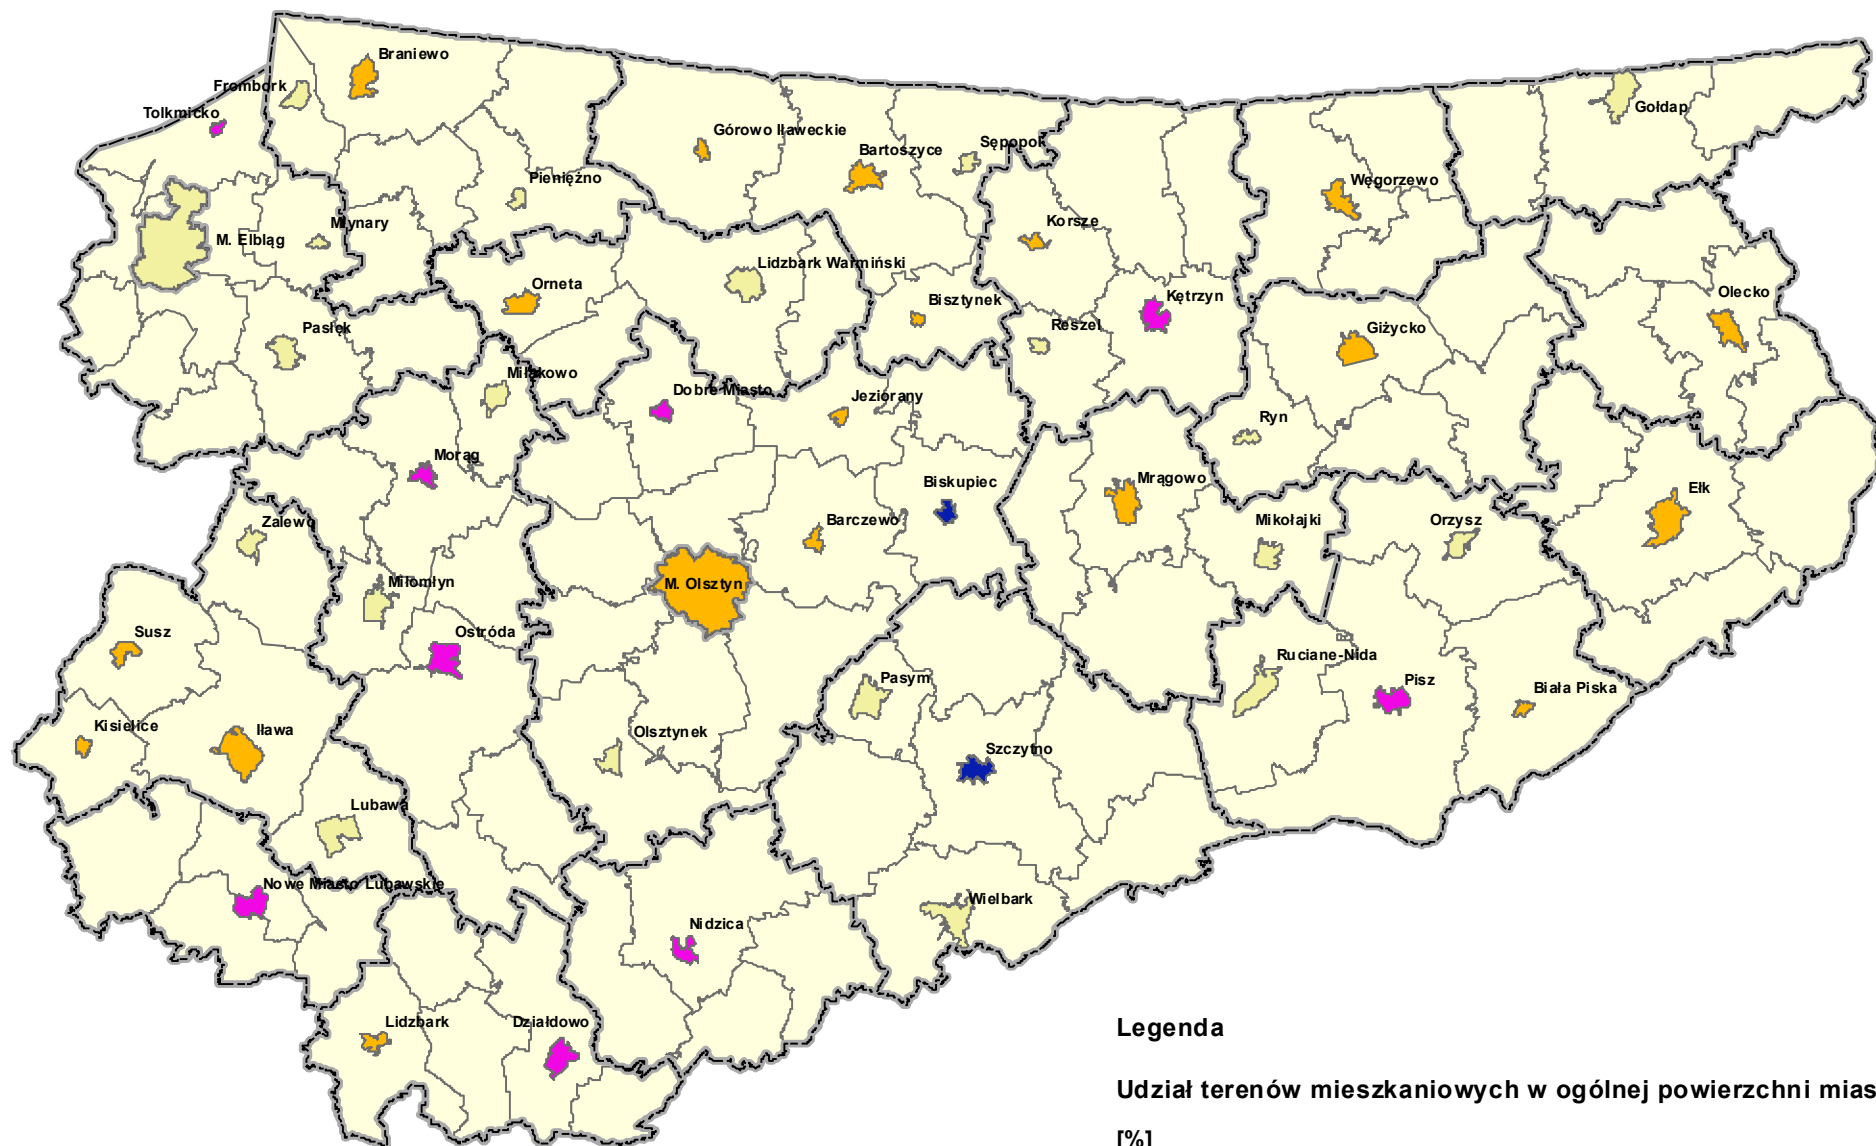 Braniewo
Frombork
Tolkmicko
Gołdap
Górowo Iławeckie
Bartoszyce
Sępopol
Pieniężno
Węgorzewo
Młynary
M. Elbląg
Korsze
Lidzbark Warmiński
Orneta
Bisztynek
Kętrzyn
Olecko
Pasłęk
Reszel
Giżycko
Miłakowo
Dobre Miasto
Jeziorany
Ryn
Morąg
Biskupiec
Mrągowo
Ełk
Zalewo
Barczewo
Mikołajki
Orzysz
Miłomłyn
M. Olsztyn
Susz
Ostróda
Ruciane-Nida
Pasym
Pisz
Biała Piska
Kisielice
Iława
Olsztynek
Szczytno
Lubawa
Nowe Miasto Lubawskie
Wielbark
Nidzica
Lidzbark
Działdowo
Legenda
Udział terenów mieszkaniowych w ogólnej powierzchni mias
[%]